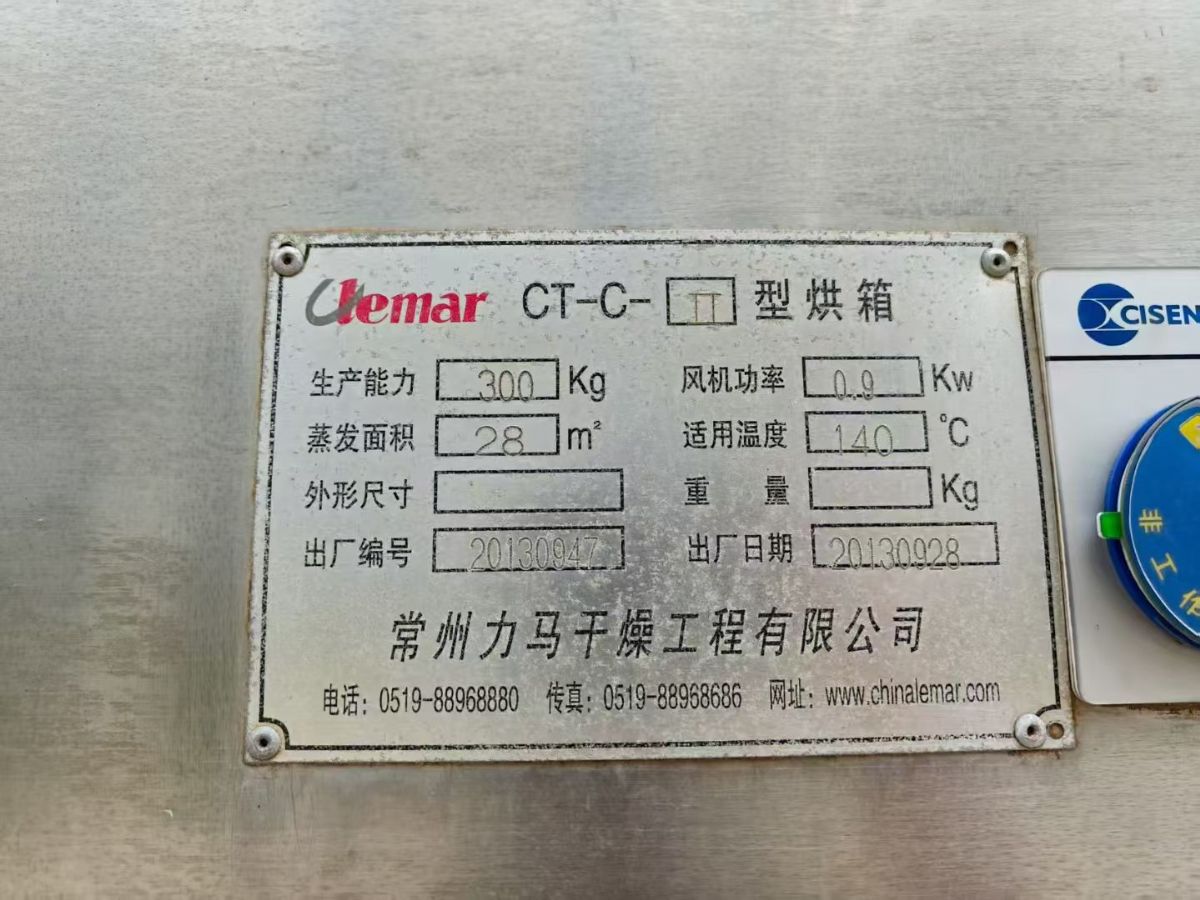 lemar CT-C-II型烘箱
生产能力 300 Kg 风机功率 0.9 Kw
蒸发面积 28 m² 适用温度 140 ℃
外形尺寸 重量 Kg
出厂编号 20130947 出厂日期 20130928
常州力马干燥工程有限公司
电话：0519-88968880 传真：0519-88968686 网址：www.chinalemar.com
CISEN
非工作